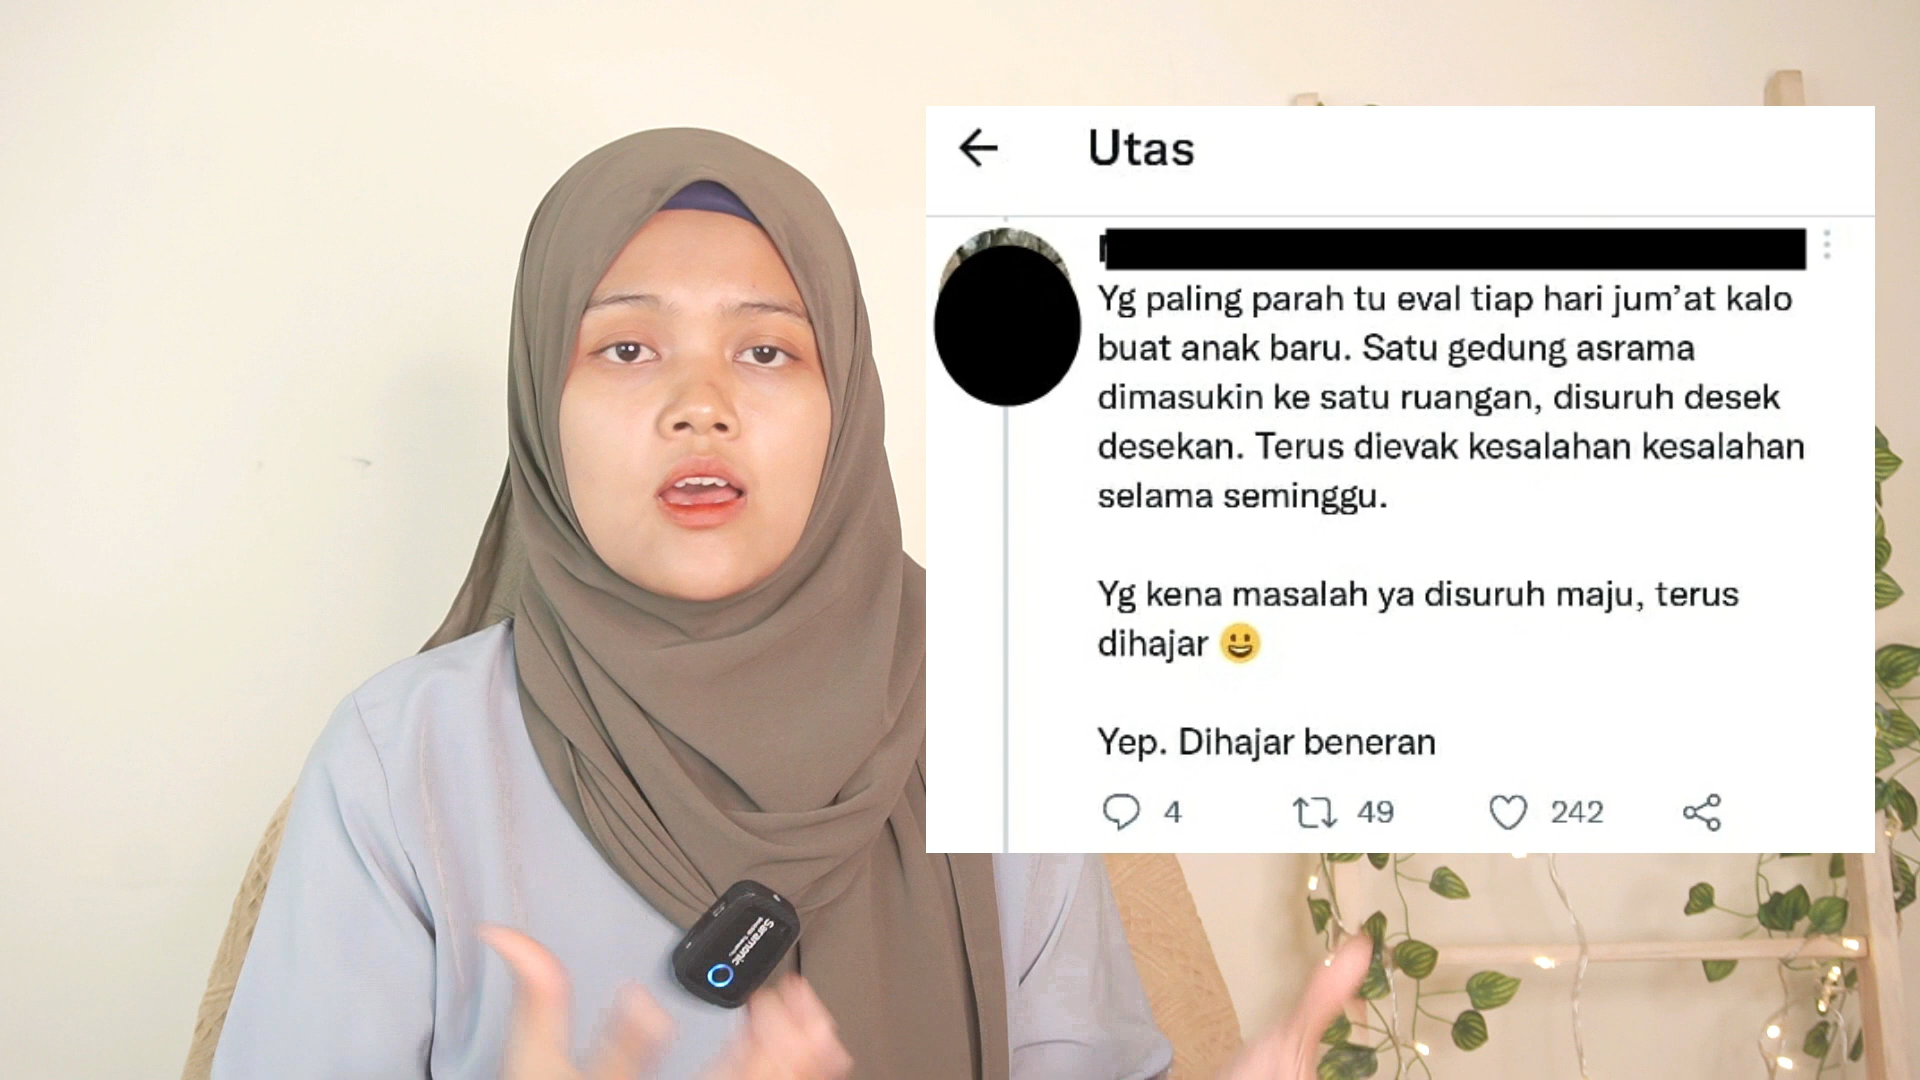 Utas
Yg paling parah tu eval tiap hari jum’at kalo
buat anak baru. Satu gedung asrama
dimasukin ke satu ruangan, disuruh desek
desekan. Terus dievak kesalahan kesalahan
selama seminggu.
Yg kena masalah ya disuruh maju, terus
dihajar 😀
Yep. Dihajar beneran
4 49 242
Saramonic